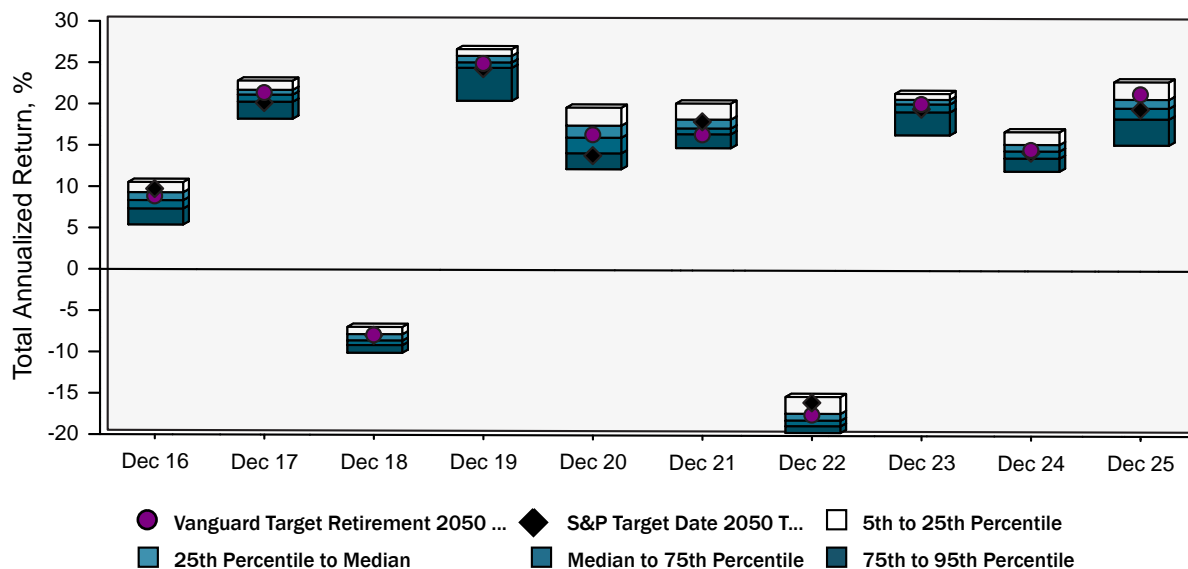 30
25
20
15
10
5
0
-5
-10
-15
-20
Total Annualized Return, %
Dec 16 Dec 17 Dec 18 Dec 19 Dec 20 Dec 21 Dec 22 Dec 23 Dec 24 Dec 25
Vanguard Target Retirement 2050 ... S&P Target Date 2050 T... 5th to 25th Percentile
25th Percentile to Median Median to 75th Percentile 75th to 95th Percentile